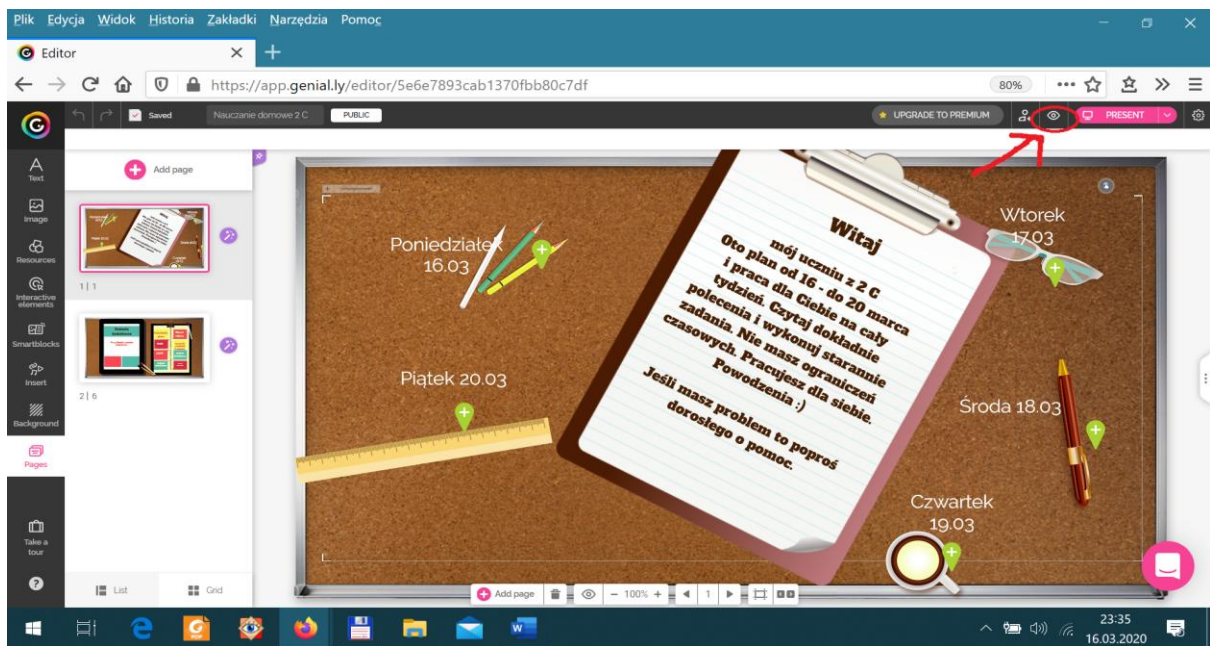 Plik Edycja Widok Historia Zakładki Narzędzia Pomoc
Editor
https://app.genial.ly/editor/5e6e7893cab1370fbb80c7df
80%
Saved
Nauczanie domowe 2 C
PUBLIC
UPGRADE TO PREMIUM
PRESENT
Text
Image
Resources
Interactive
elements
Smartblocks
Insert
Background
Pages
Take a
tour
Add page
1 | 1
2 | 6
List
Grid
Poniedziałek
16.03
Piątek 20.03
Witaj
mój uczniu z 2 C
Oto plan od 16 - do 20 marca
i praca dla Ciebie na cały
tydzień. Czytaj dokładnie
polecenia i wykonuj starannie
zadania. Nie masz ograniczeń
czasowych. Pracujesz dla siebie.
Powodzenia :)
Jeśli masz problem to poproś
dorosłego o pomoc.
Wtorek
17.03
Środa 18.03
Czwartek
19.03
Add page
100%
1
23:35
16.03.2020